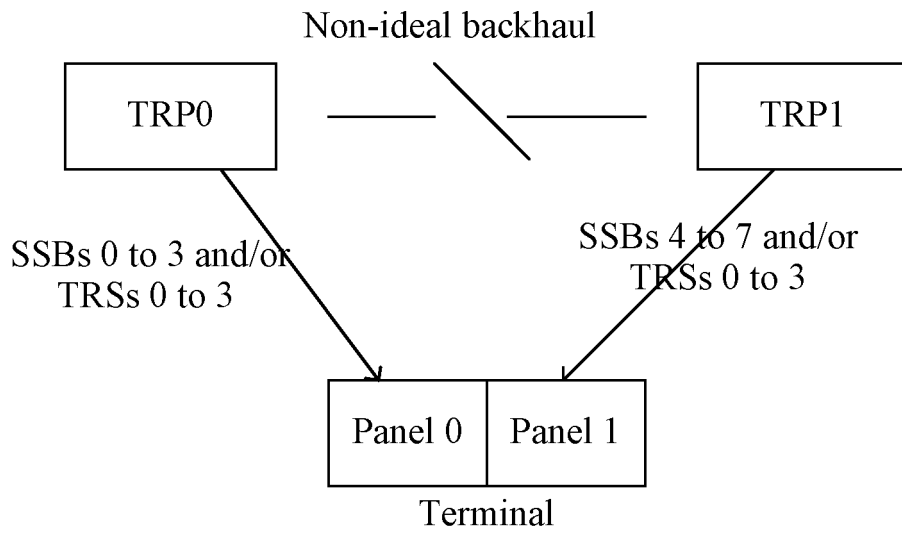 Non-ideal backhaul
TRP0
TRP1
SSBs 0 to 3 and/or
TRSs 0 to 3
SSBs 4 to 7 and/or
TRSs 0 to 3
Panel 0
Panel 1
Terminal